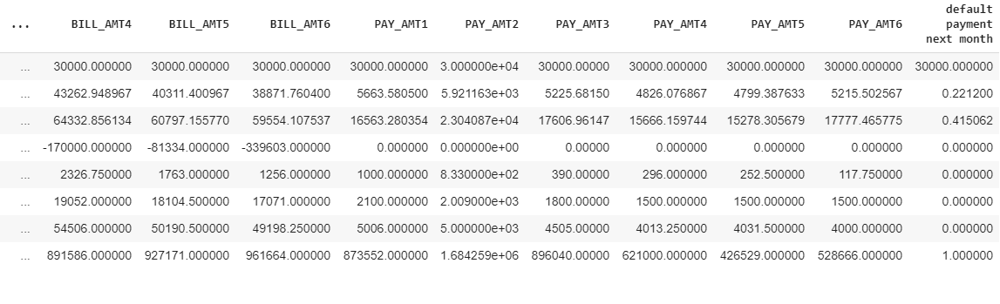 default
payment
next month
... BILL_AMT4 BILL_AMT5 BILL_AMT6 PAY_AMT1 PAY_AMT2 PAY_AMT3 PAY_AMT4 PAY_AMT5 PAY_AMT6
... 30000.000000 30000.000000 30000.000000 30000.000000 3.000000e+04 30000.00000 30000.000000 30000.000000 30000.000000 30000.000000
... 43262.948967 40311.400967 38871.760400 5663.580500 5.921163e+03 5225.68150 4826.076867 4799.387633 5215.502567 0.221200
... 64332.856134 60797.155770 59554.107537 16563.280354 2.304087e+04 17606.96147 15666.159744 15278.305679 17777.465775 0.415062
... -170000.000000 -81334.000000 -339603.000000 0.000000 0.000000e+00 0.00000 0.000000 0.000000 0.000000 0.000000
... 2326.750000 1763.000000 1256.000000 1000.000000 8.330000e+02 390.00000 296.000000 252.500000 117.750000 0.000000
... 19052.000000 18104.500000 17071.000000 2100.000000 2.009000e+03 1800.00000 1500.000000 1500.000000 1500.000000 0.000000
... 54506.000000 50190.500000 49198.250000 5006.000000 5.000000e+03 4505.00000 4013.250000 4031.500000 4000.000000 0.000000
... 891586.000000 927171.000000 961664.000000 873552.000000 1.684259e+06 896040.00000 621000.000000 426529.000000 528666.000000 1.000000